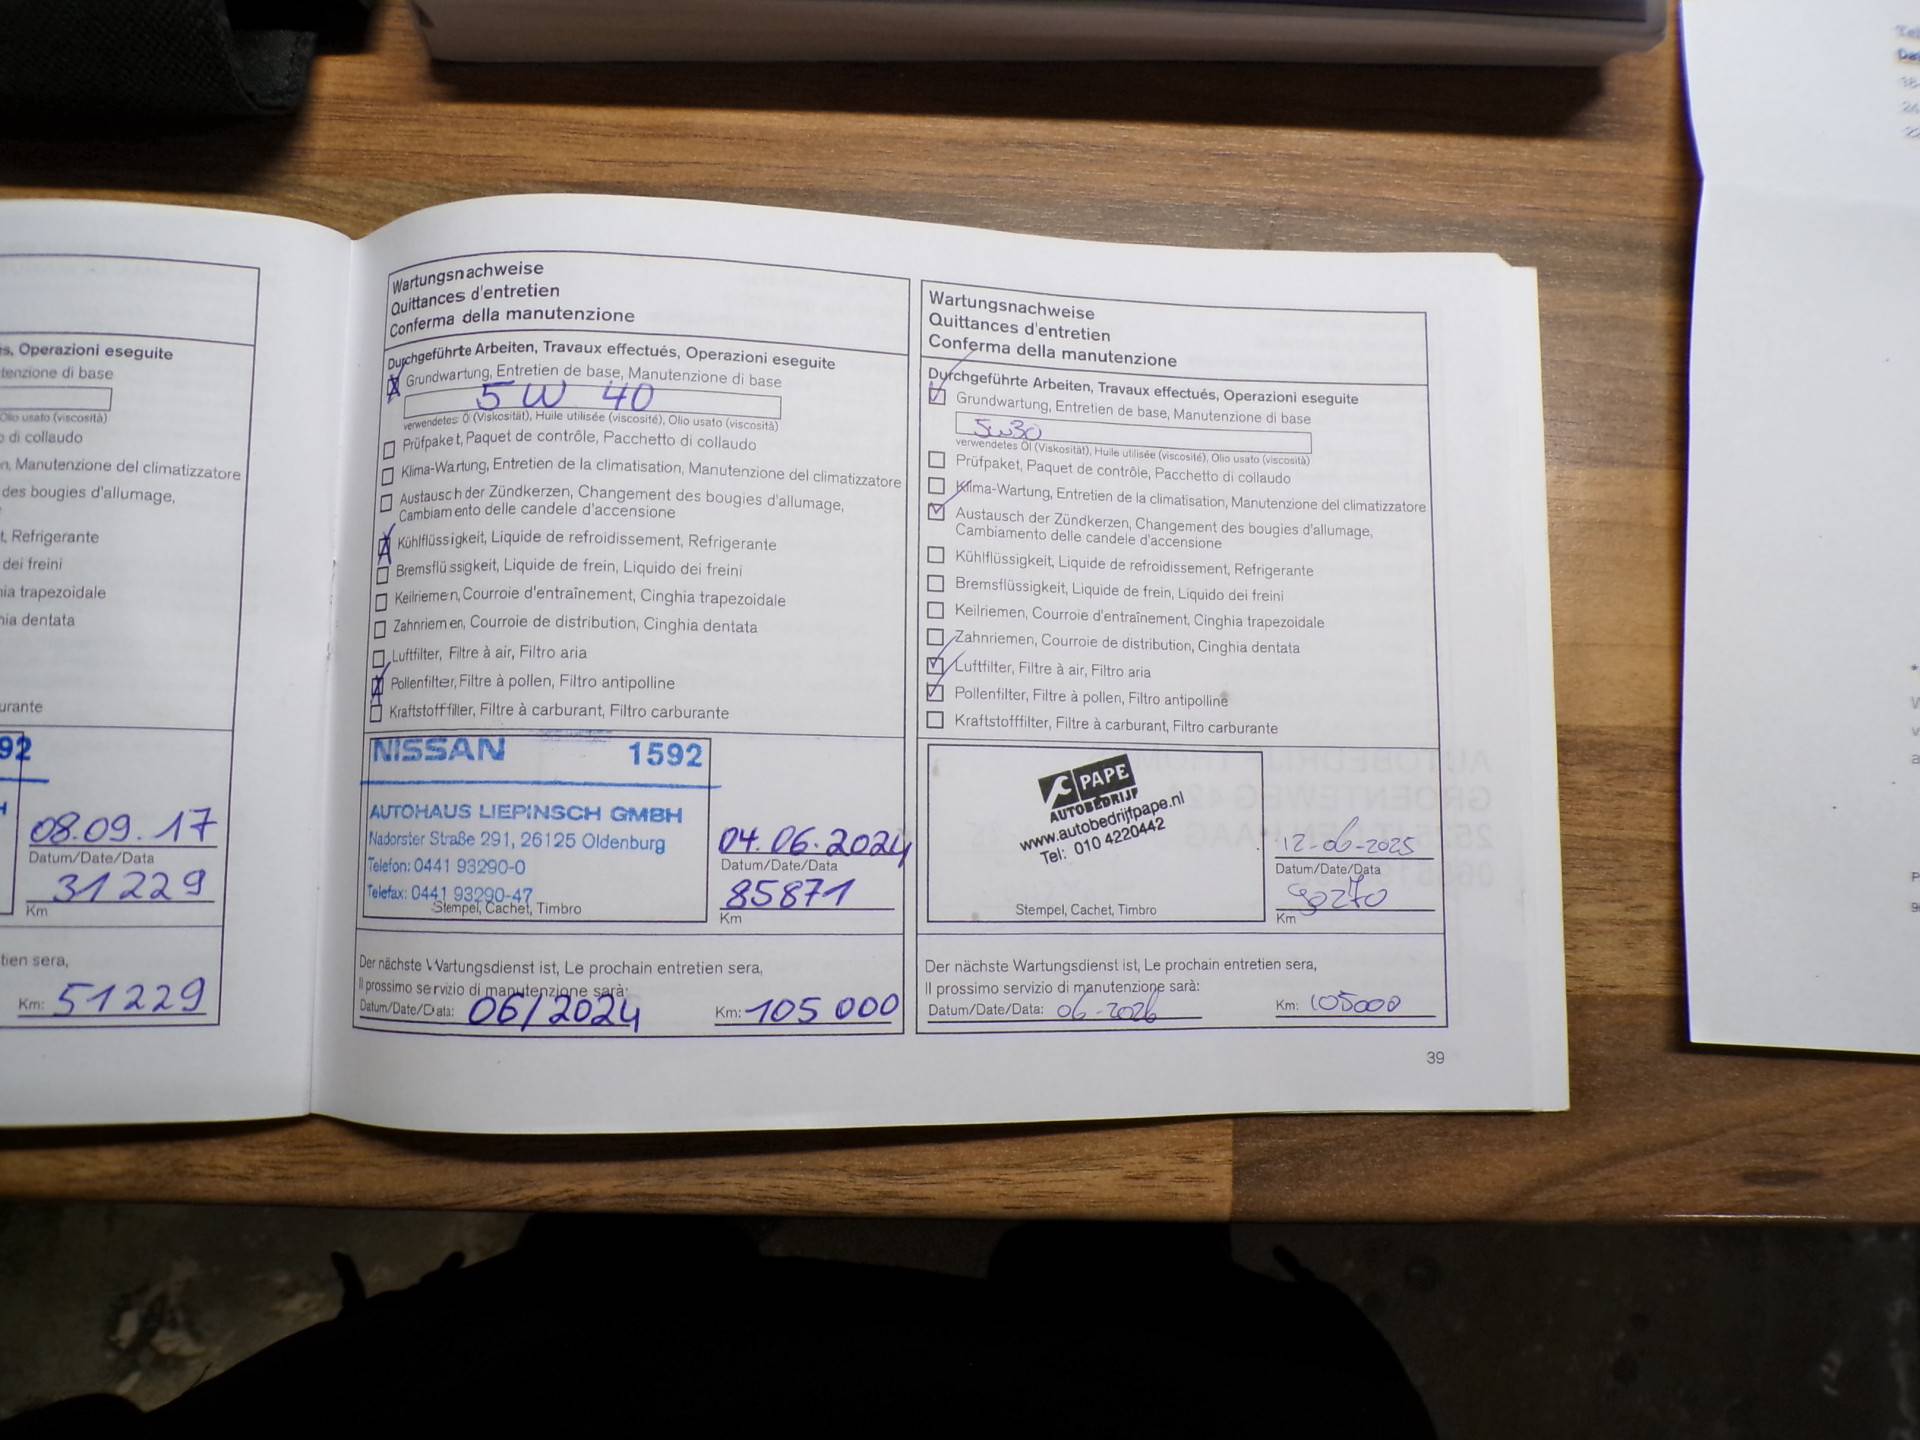 s, Operazioni eseguite
tenzione di base
Olio usato (viscosità)
o di collaudo
n, Manutenzione del climatizzatore
des bougies d'allumage,
t, Refrigerante
dei freini
hia trapezoidale
hia dentata
urante
92
08.09.17
Datum/Date/Data
31229
Km
tien sera,
Km: 51229
Wartungsnachweise
Quittances d'entretien
Conferma della manutenzione
Durchgeführte Arbeiten, Travaux effectués, Operazioni eseguite
Grundwartung, Entretien de base, Manutenzione di base
5W 40
verwendetes Öl (Viskosität), Huile utilisée (viscosité), Olio usato (viscosità)
Prüfpaket, Paquet de contrôle, Pacchetto di collaudo
Klima-Wartung, Entretien de la climatisation, Manutenzione del climatizzatore
Austausch der Zündkerzen, Changement des bougies d'allumage,
Cambiamento delle candele d'accensione
Kühlflüssigkeit, Liquide de refroidissement, Refrigerante
Bremsflüssigkeit, Liquide de frein, Liquido dei freini
Keilriemen, Courroie d'entraînement, Cinghia trapezoidale
Zahnriemen, Courroie de distribution, Cinghia dentata
Luftfilter, Filtre à air, Filtro aria
Pollenfilter, Filtre à pollen, Filtro antipolline
Kraftstofffilter, Filtre à carburant, Filtro carburante
NISSAN 1592
AUTOHAUS LIEPINSCH GMBH
Nadorster Straße 291, 26125 Oldenburg
Telefon: 0441 93290-0
Telefax: 0441 93290-47
Stempel, Cachet, Timbro
04.06.2024
Datum/Date/Data
85871
Km
Der nächste Wartungsdienst ist, Le prochain entretien sera,
Il prossimo servizio di manutenzione sarà:
Datum/Date/Data: 06/2024 Km: 105 000
Wartungsnachweise
Quittances d'entretien
Conferma della manutenzione
Durchgeführte Arbeiten, Travaux effectués, Operazioni eseguite
Grundwartung, Entretien de base, Manutenzione di base
5w30
verwendetes Öl (Viskosität), Huile utilisée (viscosité), Olio usato (viscosità)
Prüfpaket, Paquet de contrôle, Pacchetto di collaudo
Klima-Wartung, Entretien de la climatisation, Manutenzione del climatizzatore
Austausch der Zündkerzen, Changement des bougies d'allumage,
Cambiamento delle candele d'accensione
Kühlflüssigkeit, Liquide de refroidissement, Refrigerante
Bremsflüssigkeit, Liquide de frein, Liquido dei freini
Keilriemen, Courroie d'entraînement, Cinghia trapezoidale
Zahnriemen, Courroie de distribution, Cinghia dentata
Luftfilter, Filtre à air, Filtro aria
Pollenfilter, Filtre à pollen, Filtro antipolline
Kraftstofffilter, Filtre à carburant, Filtro carburante
PAPE
AUTOBEDRIJF
www.autobedrijfpape.nl
Tel: 010 4220442
Stempel, Cachet, Timbro
12-06-2025
Datum/Date/Data
90270
Km
Der nächste Wartungsdienst ist, Le prochain entretien sera,
Il prossimo servizio di manutenzione sarà:
Datum/Date/Data: 06-2026 Km: 105000
39